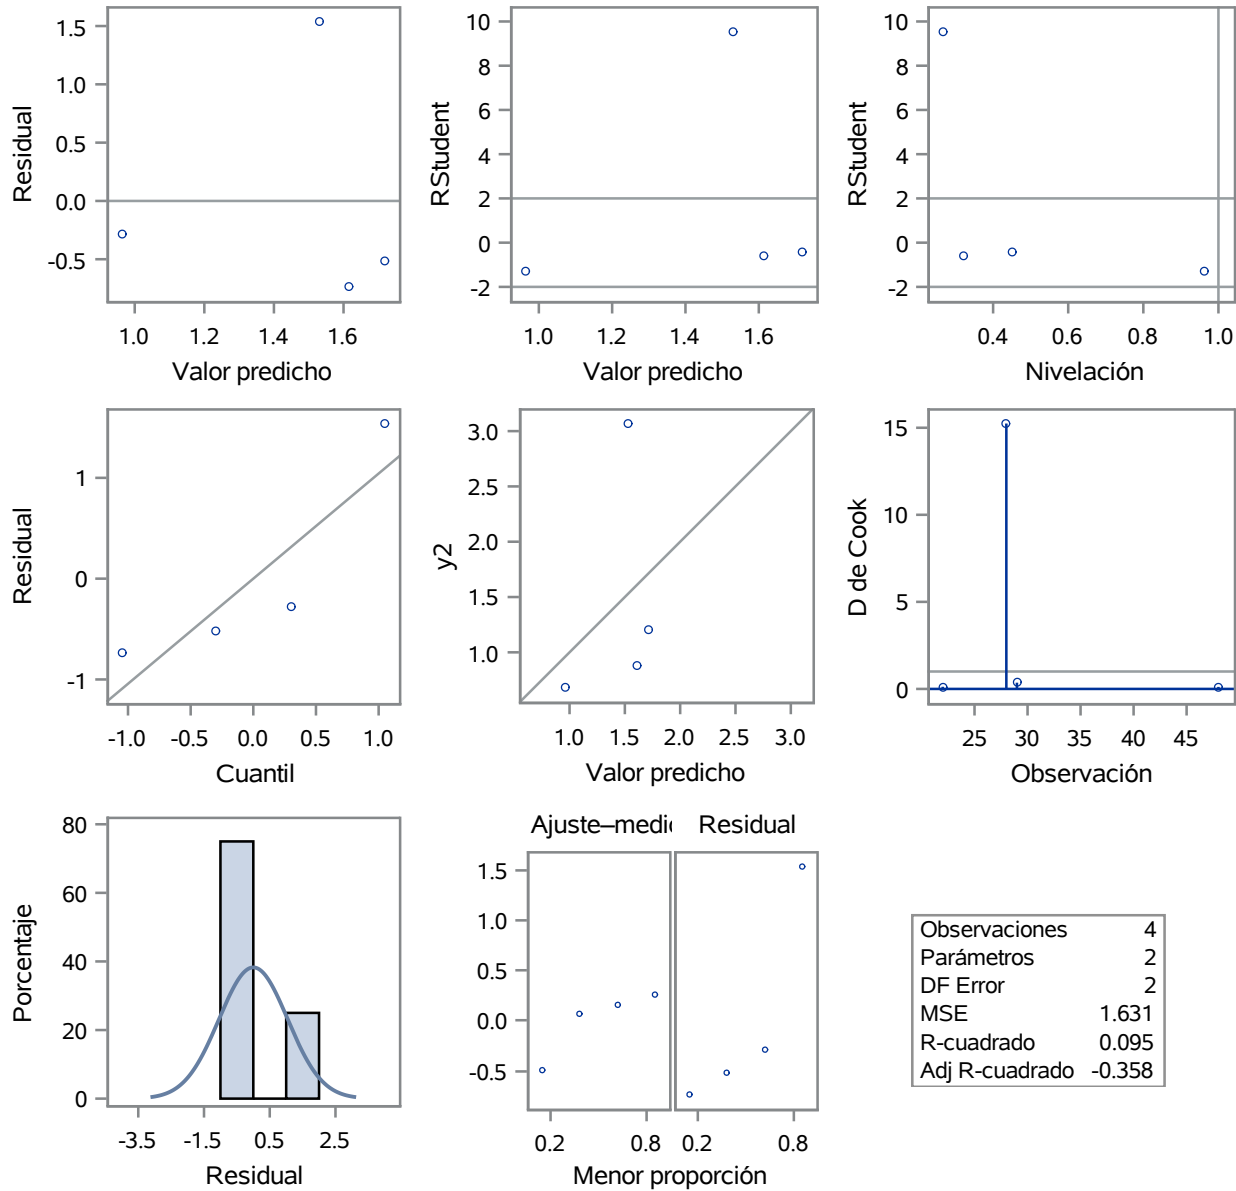 Residual
1.5
1.0
0.5
0.0
-0.5
1.0 1.2 1.4 1.6
Valor predicho
RStudent
10
8
6
4
2
0
-2
1.0 1.2 1.4 1.6
Valor predicho
RStudent
10
8
6
4
2
0
-2
0.4 0.6 0.8 1.0
Nivelación
Residual
1
0
-1
-1.0 -0.5 0.0 0.5 1.0
Cuantil
y2
3.0
2.5
2.0
1.5
1.0
1.0 1.5 2.0 2.5 3.0
Valor predicho
D de Cook
15
10
5
0
25 30 35 40 45
Observación
Porcentaje
80
60
40
20
0
-3.5 -1.5 0.5 2.5
Residual
Ajuste–medi
Residual
1.5
1.0
0.5
0.0
-0.5
0.2 0.8 0.2 0.8
Menor proporción
Observaciones 4
Parámetros 2
DF Error 2
MSE 1.631
R-cuadrado 0.095
Adj R-cuadrado -0.358